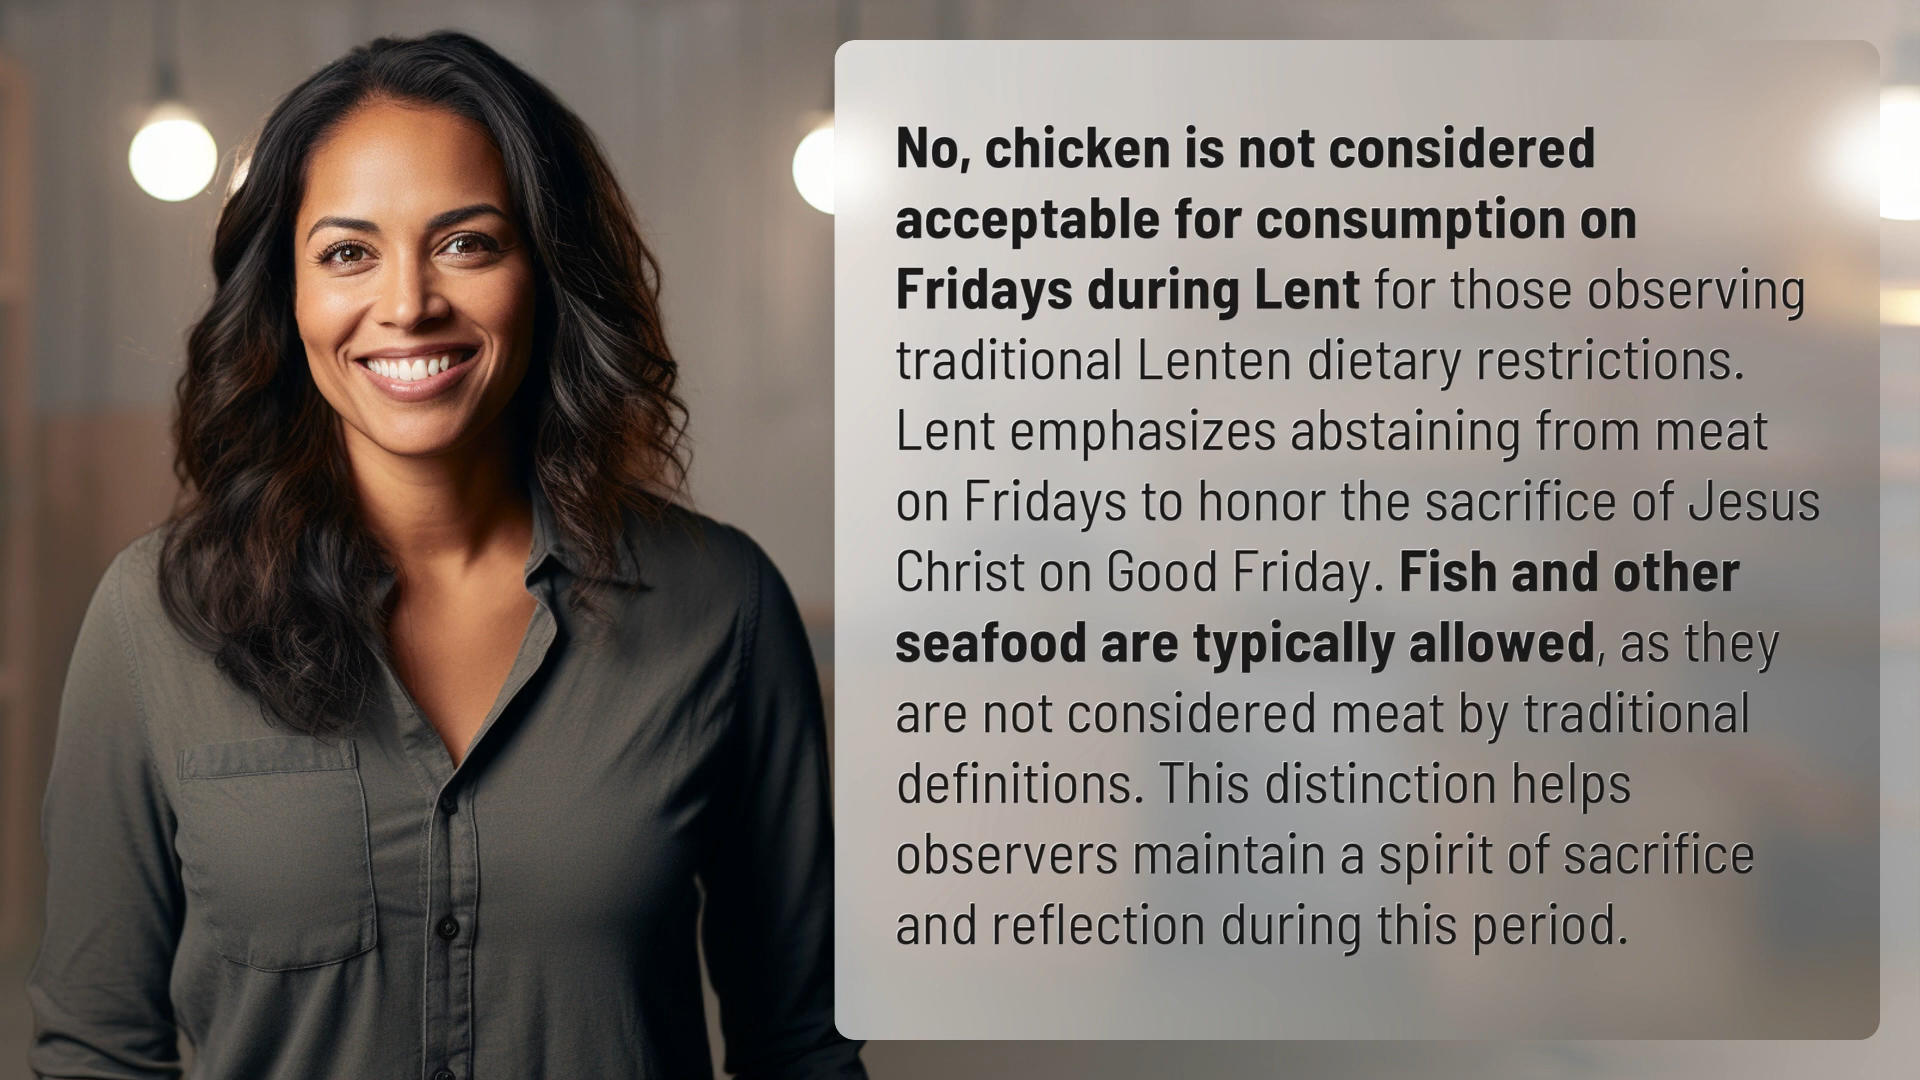 No, chicken is not considered
acceptable for consumption on
Fridays during Lent for those observing
traditional Lenten dietary restrictions.
Lent emphasizes abstaining from meat
on Fridays to honor the sacrifice of Jesus
Christ on Good Friday. Fish and other
seafood are typically allowed, as they
are not considered meat by traditional
definitions. This distinction helps
observers maintain a spirit of sacrifice
and reflection during this period.